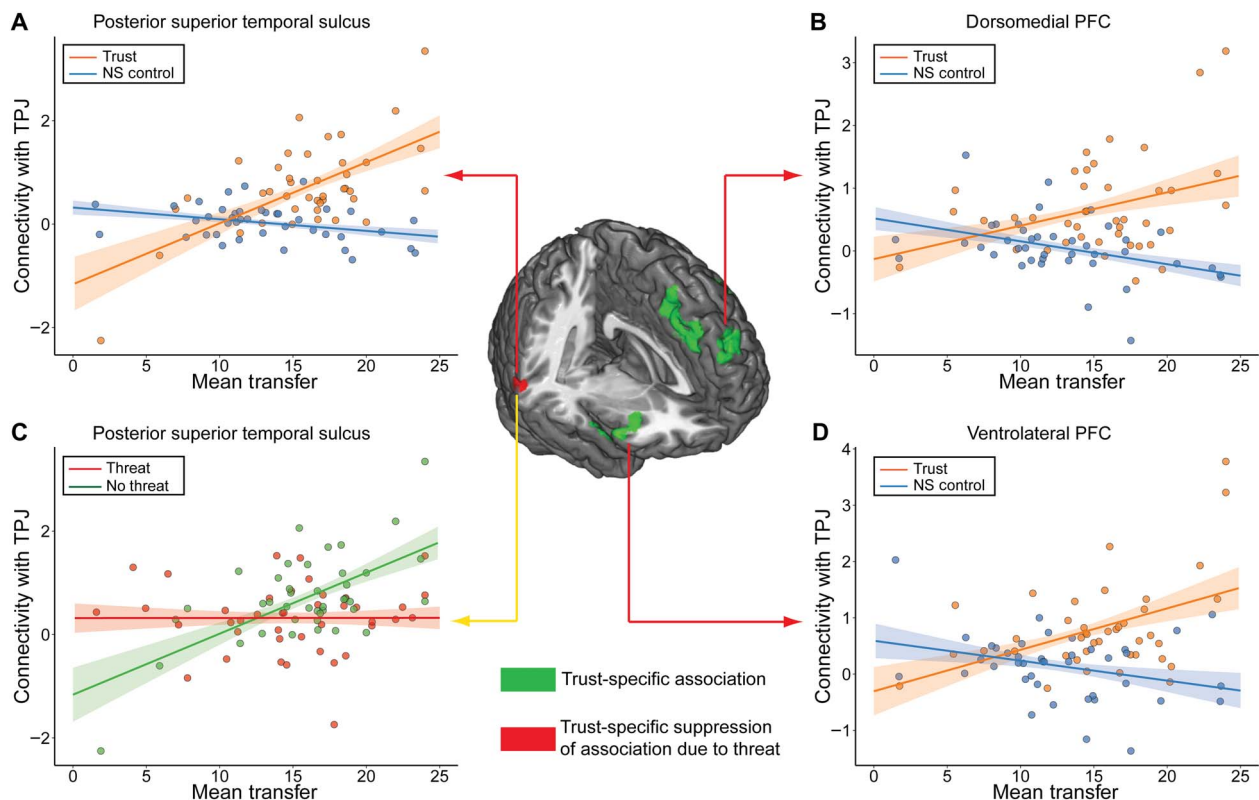 A
Posterior superior temporal sulcus
Trust
NS control
Connectivity with TPJ
2
0
−2
0
5
10
15
20
25
Mean transfer
B
Dorsomedial PFC
Trust
NS control
Connectivity with TPJ
3
2
1
0
−1
0
5
10
15
20
25
Mean transfer
C
Posterior superior temporal sulcus
Threat
No threat
Connectivity with TPJ
2
0
−2
0
5
10
15
20
25
Mean transfer
Trust-specific association
Trust-specific suppression
of association due to threat
D
Ventrolateral PFC
Trust
NS control
Connectivity with TPJ
4
3
2
1
0
−1
0
5
10
15
20
25
Mean transfer